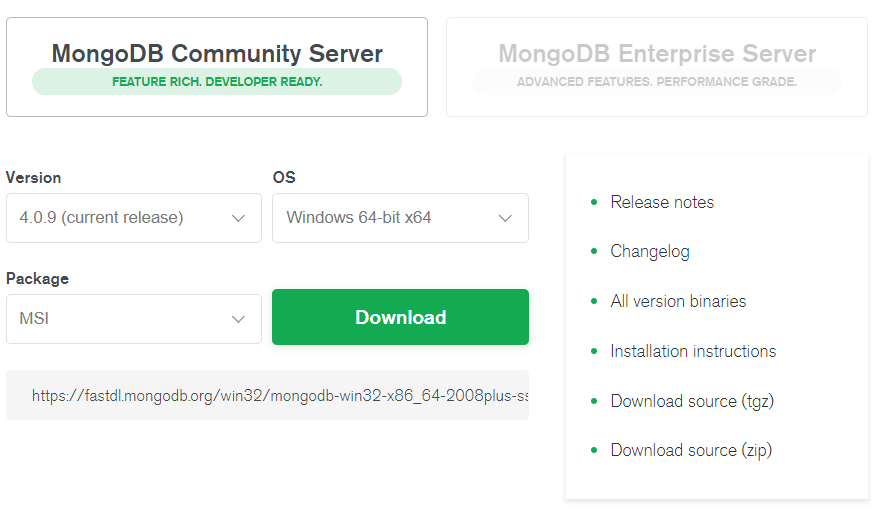 MongoDB Community Server
FEATURE RICH. DEVELOPER READY.
MongoDB Enterprise Server
ADVANCED FEATURES. PERFORMANCE GRADE.
Version
4.0.9 (current release)
OS
Windows 64-bit x64
Package
MSI
Download
https://fastdl.mongodb.org/win32/mongodb-win32-x86_64-2008plus-ss
Release notes
Changelog
All version binaries
Installation instructions
Download source (tgz)
Download source (zip)